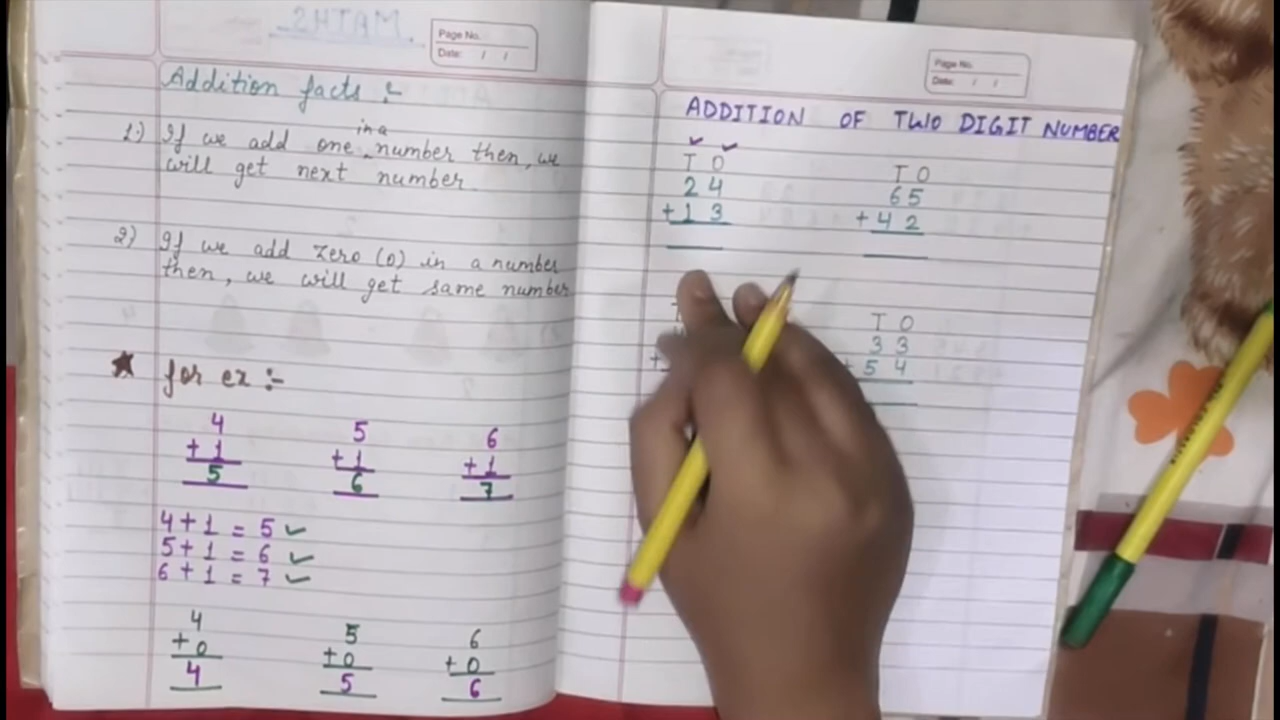 MATHS
Page No.
Date: / /
Addition facts :-
1.) If we add one in a number then, we
will get next number
2) If we add zero (0) in a number
then, we will get same number
★ for ex :-
4
+ 1
5
5
+ 1
6
6
+ 1
7
4 + 1 = 5 ✓
5 + 1 = 6 ✓
6 + 1 = 7 ✓
4
+ 0
4
5
+ 0
5
6
+ 0
6
Page No.
Date: / /
ADDITION OF TWO DIGIT NUMBER
✓ ✓
T O
2 4
+ 1 3
T O
6 5
+ 4 2
T O
3 3
+ 5 4